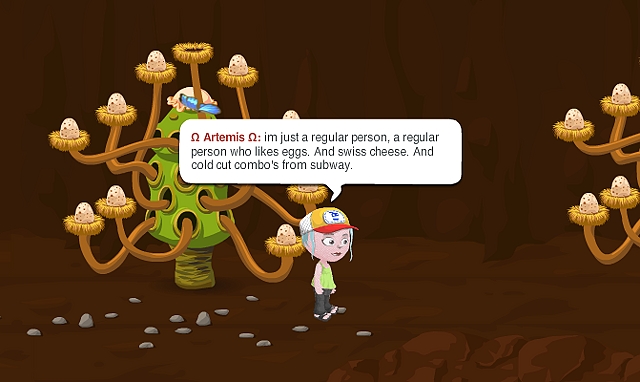 Ω Artemis Ω: im just a regular person, a regular
person who likes eggs. And swiss cheese. And
cold cut combo's from subway.